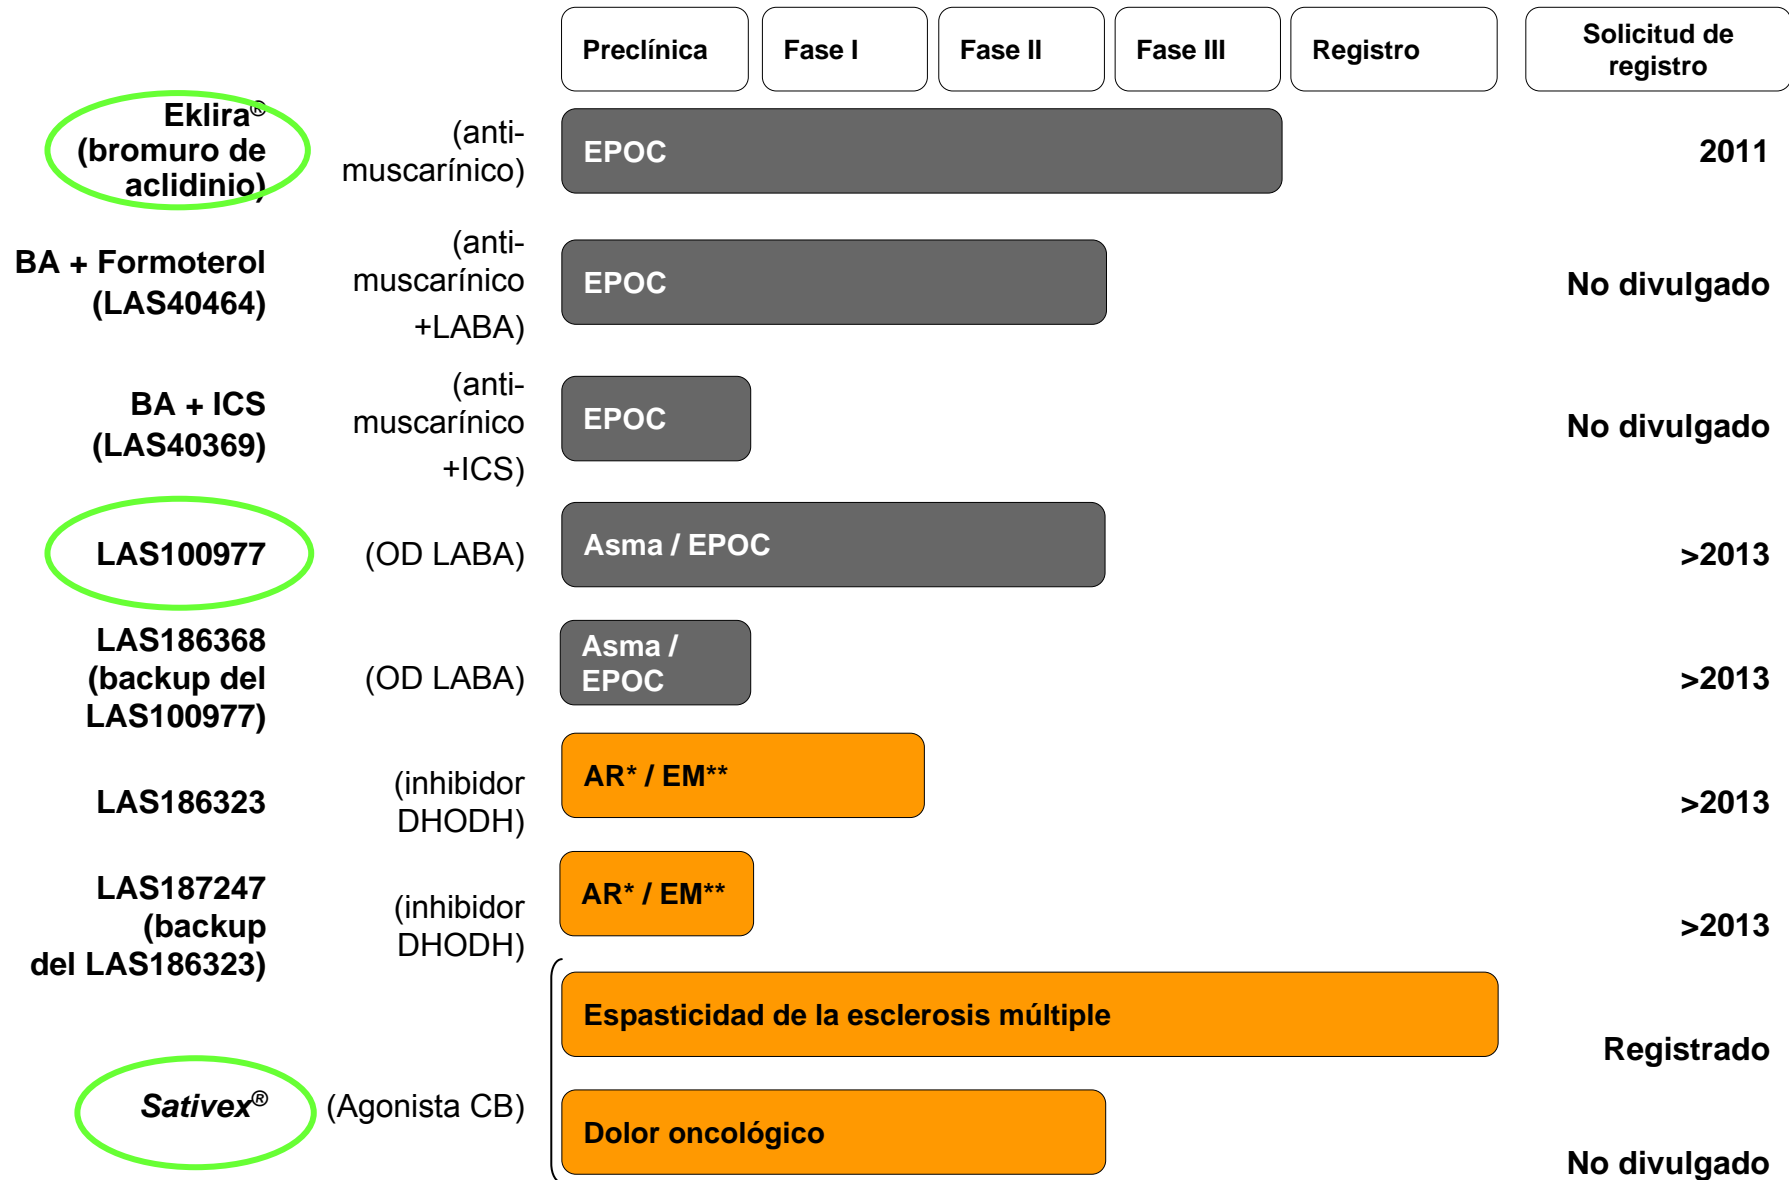 Preclínica
Fase I
Fase II
Fase III
Registro
Solicitud de
registro
Eklira®
(bromuro de
aclidinio)
(anti-
muscarínico)
EPOC
2011
BA + Formoterol
(LAS40464)
(anti-
muscarínico
+LABA)
EPOC
No divulgado
BA + ICS
(LAS40369)
(anti-
muscarínico
+ICS)
EPOC
No divulgado
LAS100977
(OD LABA)
Asma / EPOC
>2013
LAS186368
(backup del
LAS100977)
(OD LABA)
Asma /
EPOC
>2013
LAS186323
(inhibidor
DHODH)
AR* / EM**
>2013
LAS187247
(backup
del LAS186323)
(inhibidor
DHODH)
AR* / EM**
>2013
Sativex®
(Agonista CB)
Espasticidad de la esclerosis múltiple
Registrado
Dolor oncológico
No divulgado